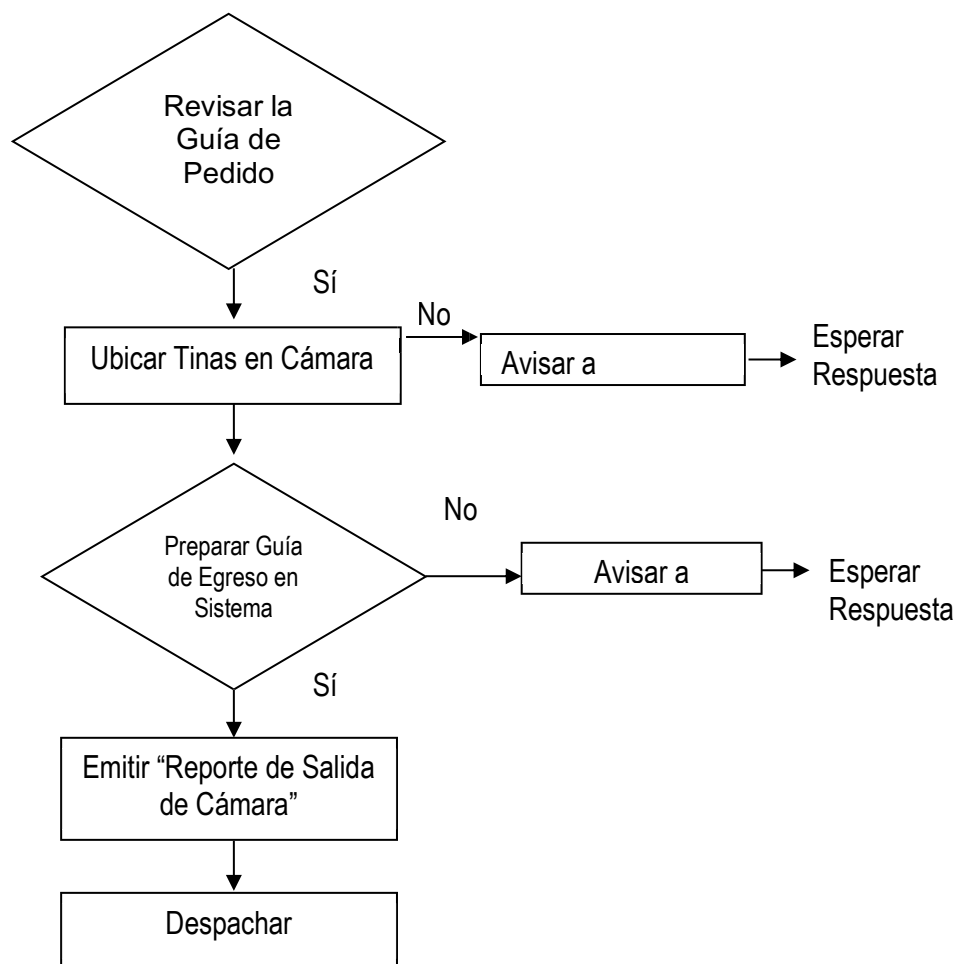 Revisar la
Guía de
Pedido
Sí
No
Ubicar Tinas en Cámara
Avisar a
Esperar
Respuesta
No
Preparar Guía
de Egreso en
Sistema
Avisar a
Esperar
Respuesta
Sí
Emitir “Reporte de Salida
de Cámara”
Despachar